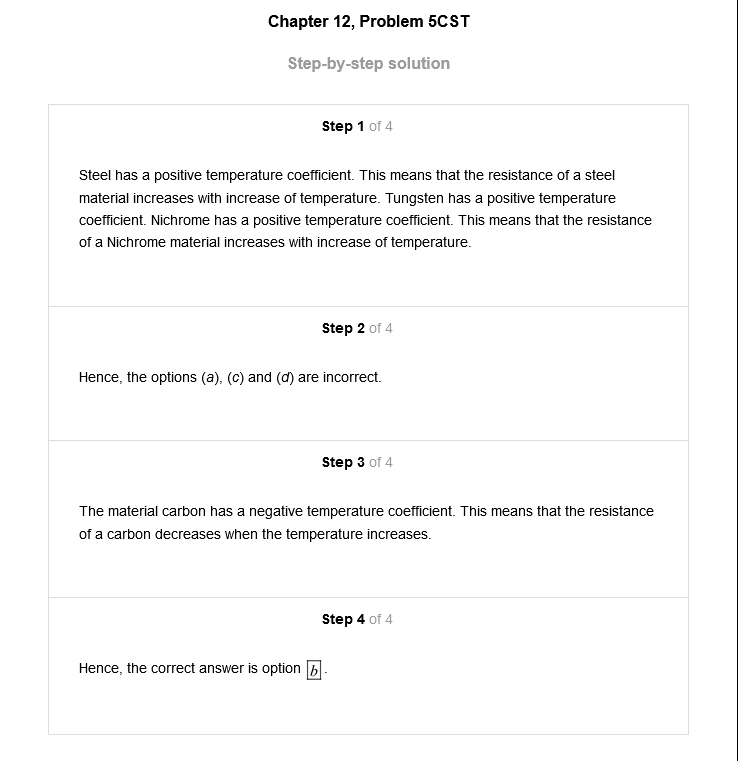 Chapter 12, Problem 5CST
Step-by-step solution
Step 1 of 4
Steel has a positive temperature coefficient. This means that the resistance of a steel
material increases with increase of temperature. Tungsten has a positive temperature
coefficient. Nichrome has a positive temperature coefficient. This means that the resistance
of a Nichrome material increases with increase of temperature.
Step 2 of 4
Hence, the options (a), (c) and (d) are incorrect.
Step 3 of 4
The material carbon has a negative temperature coefficient. This means that the resistance
of a carbon decreases when the temperature increases.
Step 4 of 4
Hence, the correct answer is option b.